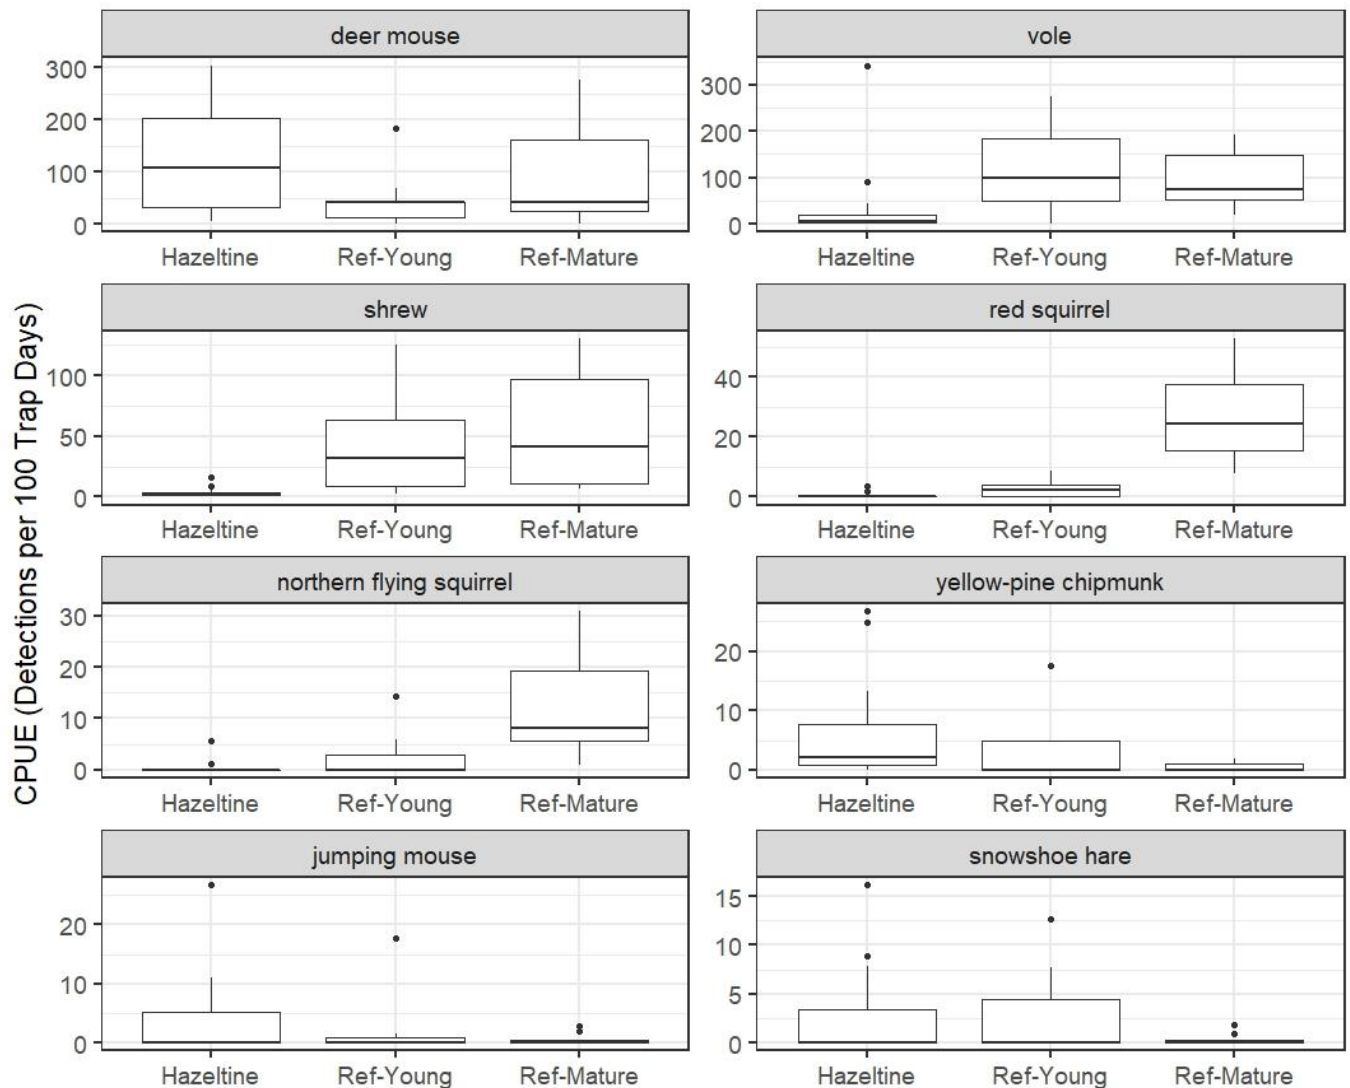 deer mouse
vole
300
200
100
0
300
200
100
0
Hazeltine Ref-Young Ref-Mature
Hazeltine Ref-Young Ref-Mature
CPUE (Detections per 100 Trap Days)
shrew
red squirrel
100
50
0
40
20
0
Hazeltine Ref-Young Ref-Mature
Hazeltine Ref-Young Ref-Mature
northern flying squirrel
yellow-pine chipmunk
30
20
10
0
20
10
0
Hazeltine Ref-Young Ref-Mature
Hazeltine Ref-Young Ref-Mature
jumping mouse
snowshoe hare
20
10
0
15
10
5
0
Hazeltine Ref-Young Ref-Mature
Hazeltine Ref-Young Ref-Mature